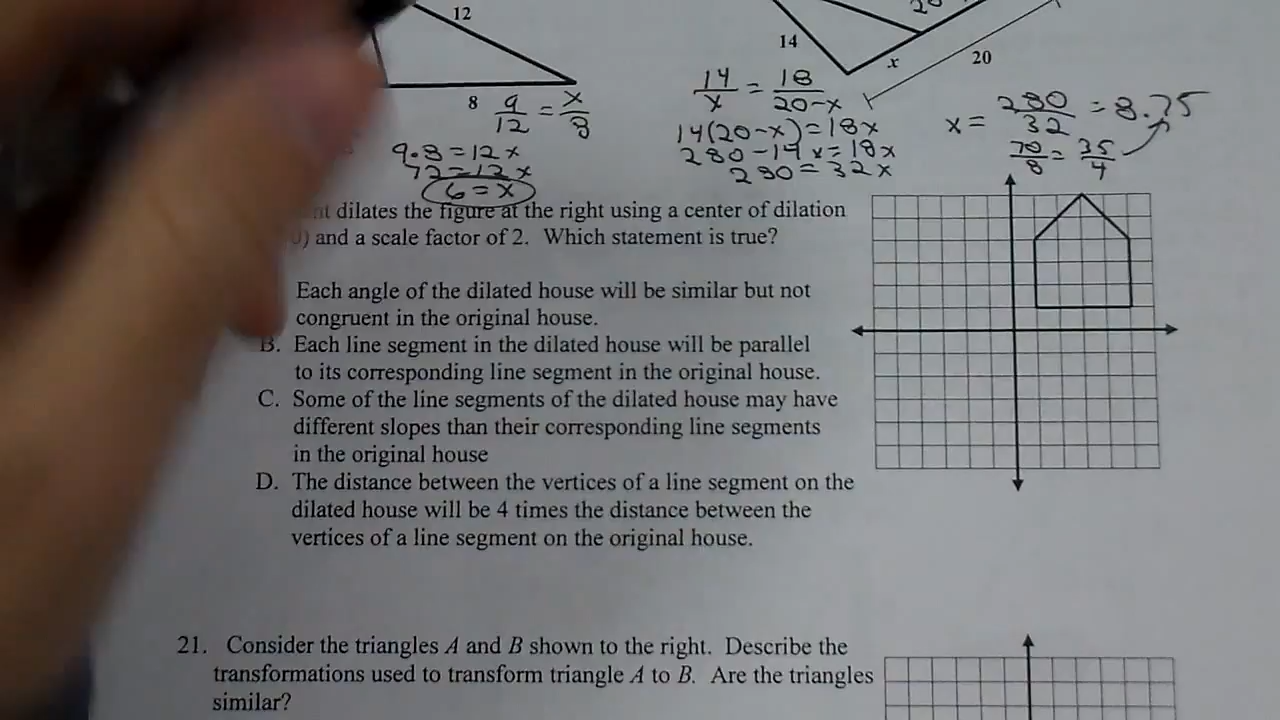 12
14
x
20
8
9/12 = x/8
9·8=12x
72=12x
6=x
14/x = 18/20-x
14(20-x)=18x
280-14x=18x
280=32x
x= 280/32 =8.75
70/8 = 35/4
dilates the figure at the right using a center of dilation
) and a scale factor of 2. Which statement is true?
Each angle of the dilated house will be similar but not
congruent in the original house.
B. Each line segment in the dilated house will be parallel
to its corresponding line segment in the original house.
C. Some of the line segments of the dilated house may have
different slopes than their corresponding line segments
in the original house
D. The distance between the vertices of a line segment on the
dilated house will be 4 times the distance between the
vertices of a line segment on the original house.
21. Consider the triangles A and B shown to the right. Describe the
transformations used to transform triangle A to B. Are the triangles
similar?